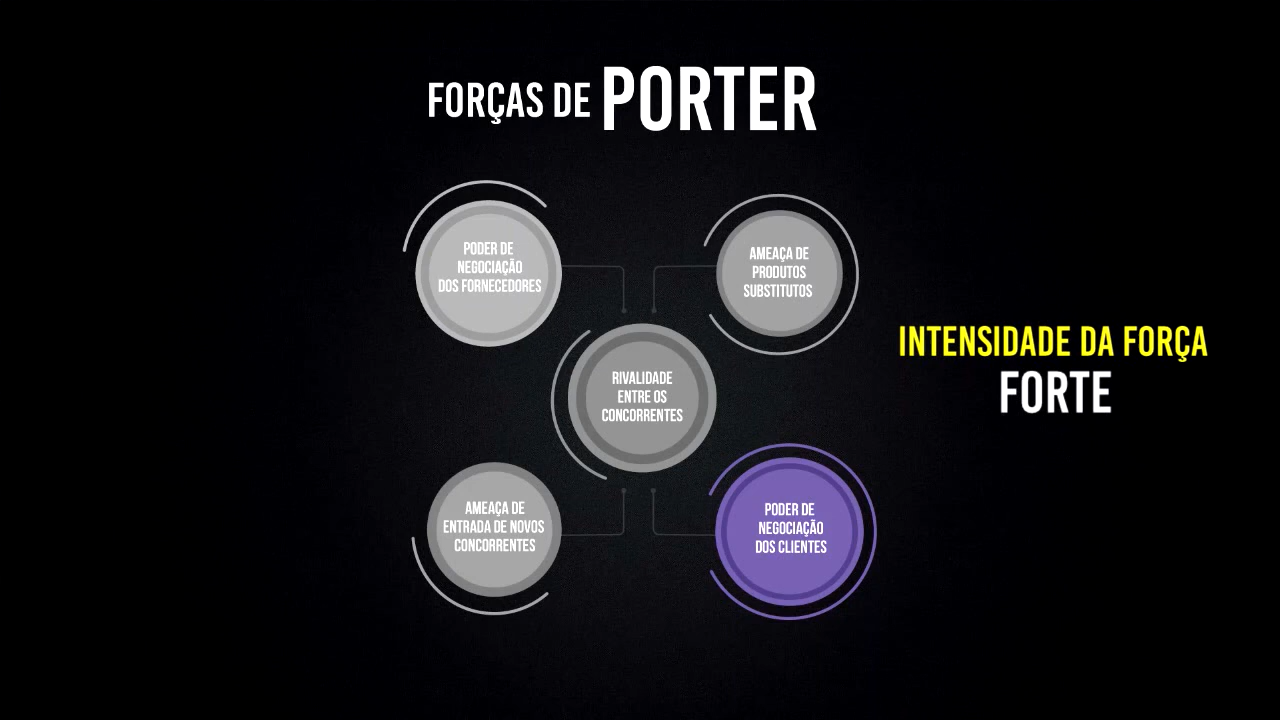 FORÇAS DE PORTER
PODER DE
NEGOCIAÇÃO
DOS FORNECEDORES
AMEAÇA DE
PRODUTOS
SUBSTITUTOS
RIVALIDADE
ENTRE OS
CONCORRENTES
INTENSIDADE DA FORÇA
FORTE
AMEAÇA DE
ENTRADA DE NOVOS
CONCORRENTES
PODER DE
NEGOCIAÇÃO
DOS CLIENTES